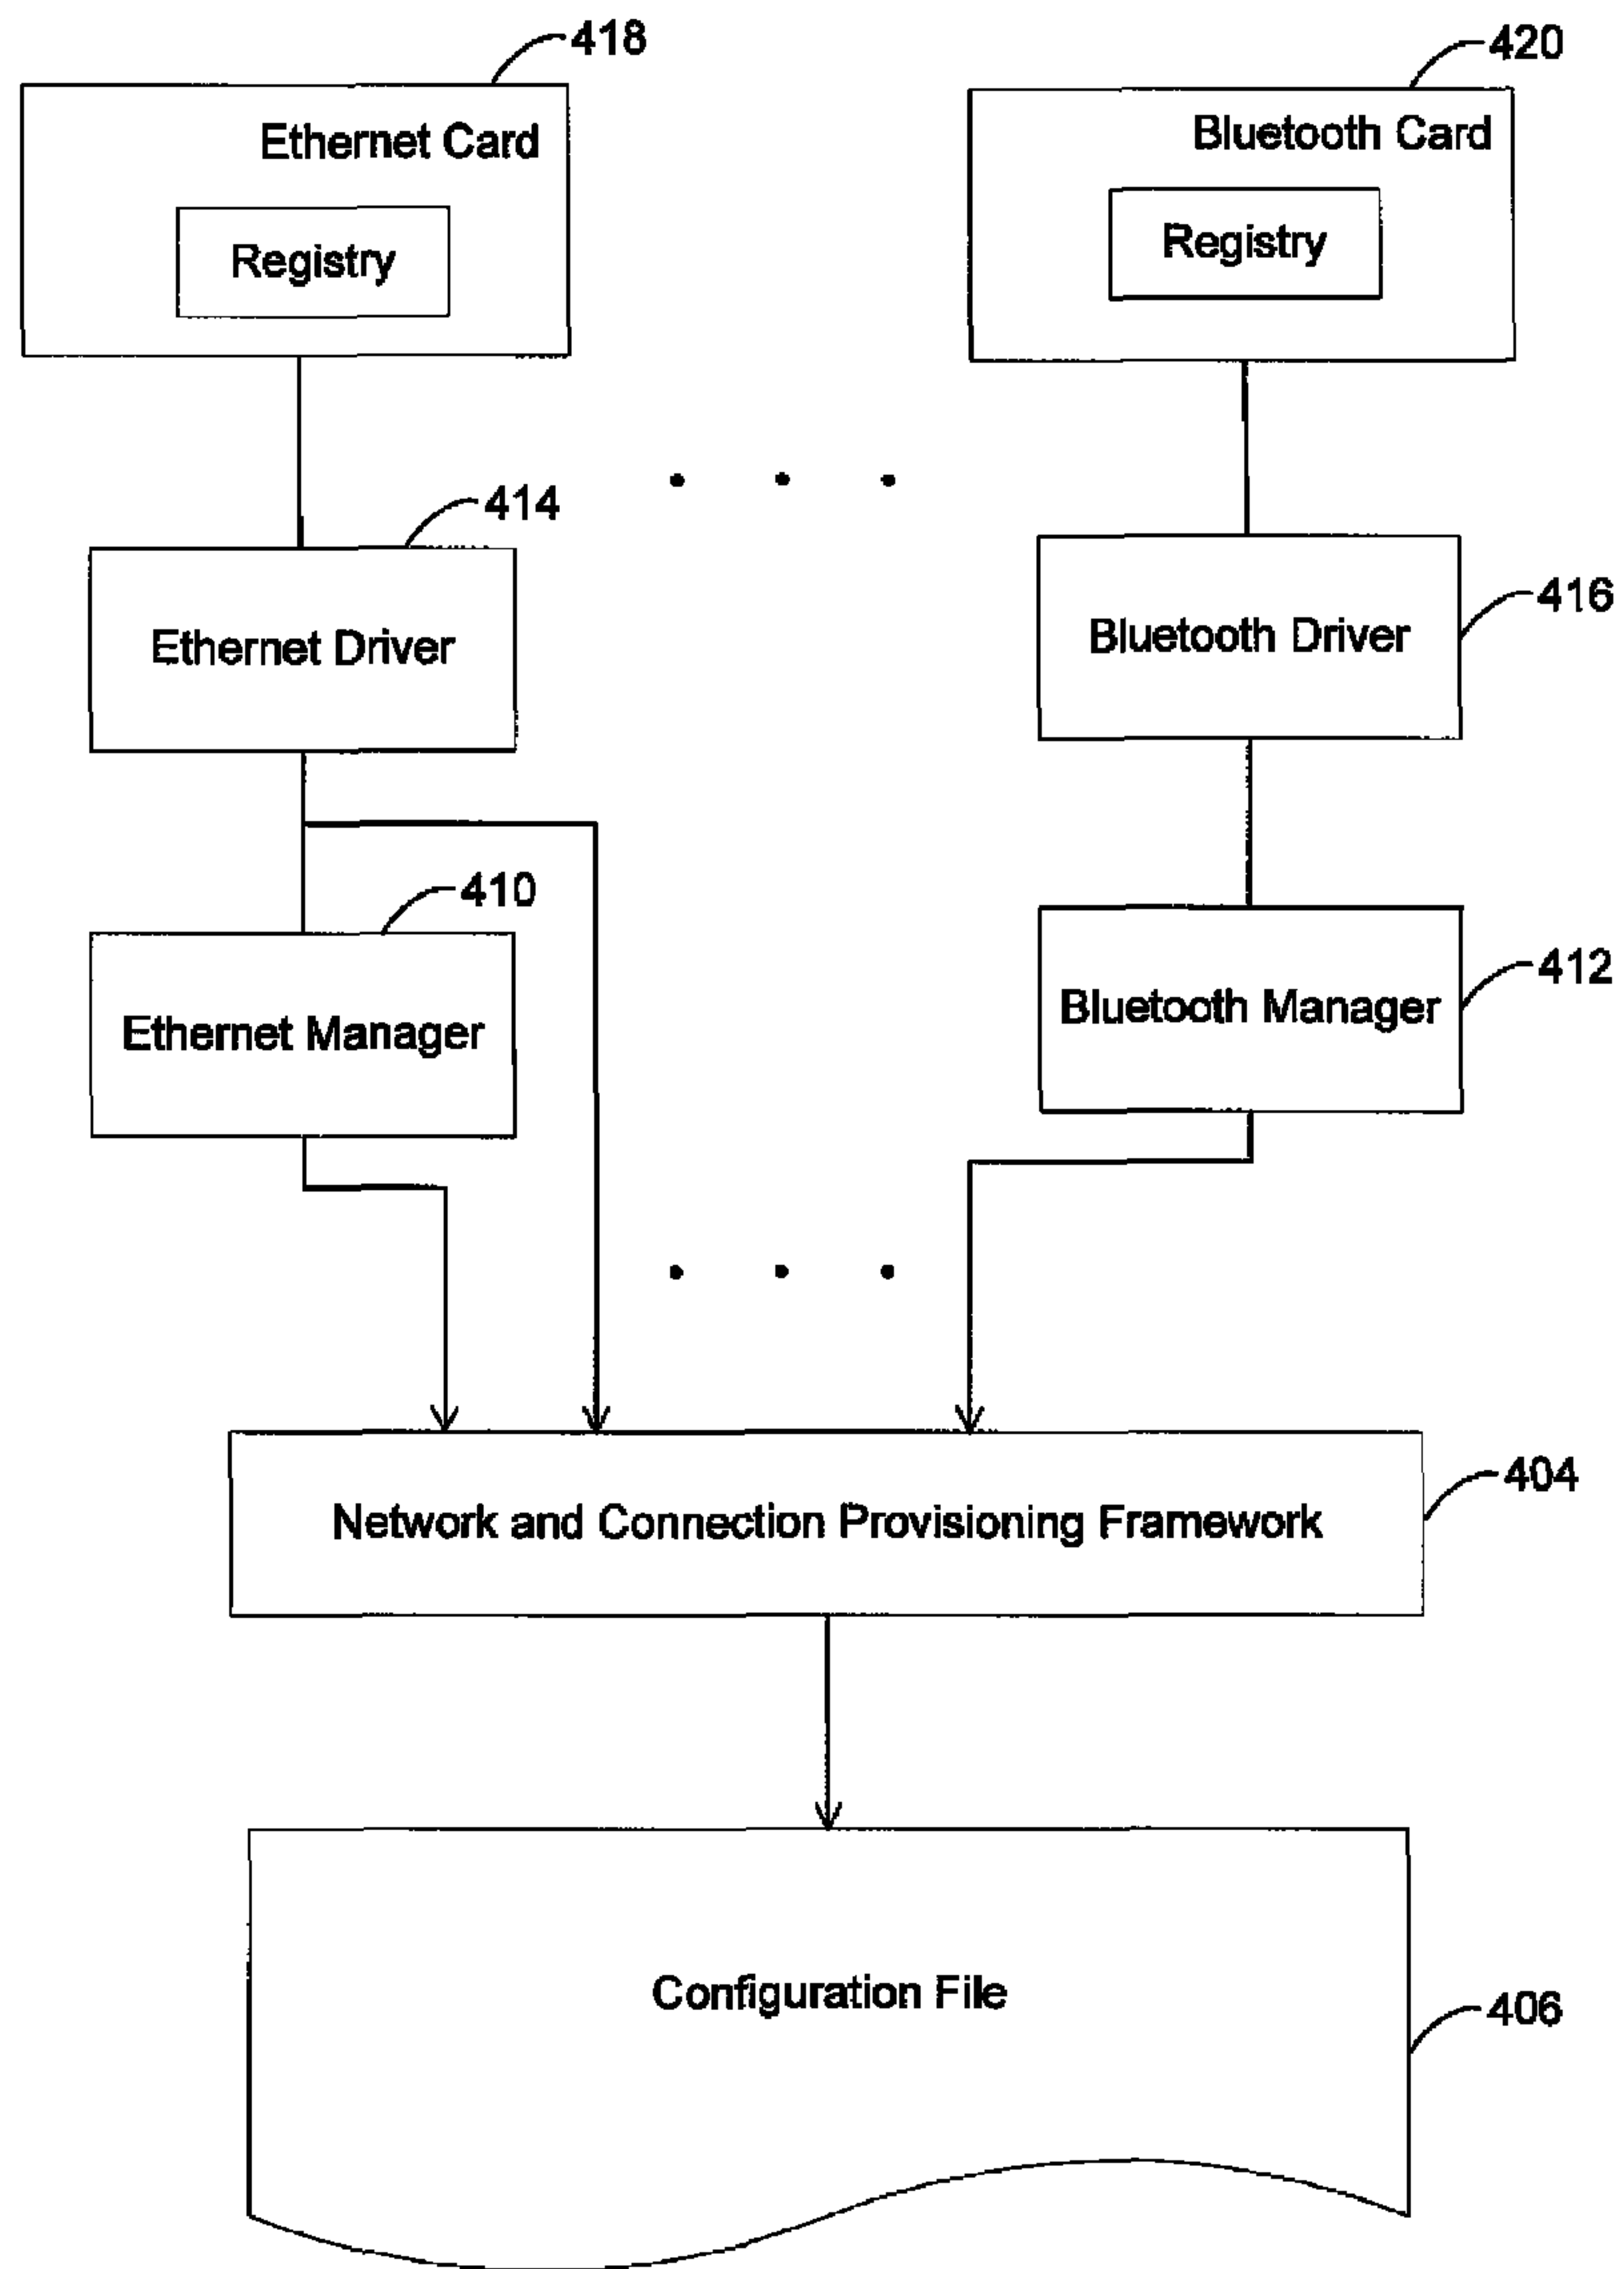 418
420
Ethernet Card
Bluetooth Card
Registry
Registry
414
416
Ethernet Driver
Bluetooth Driver
410
412
Ethernet Manager
Bluetooth Manager
404
Network and Connection Provisioning Framework
Configuration File
406